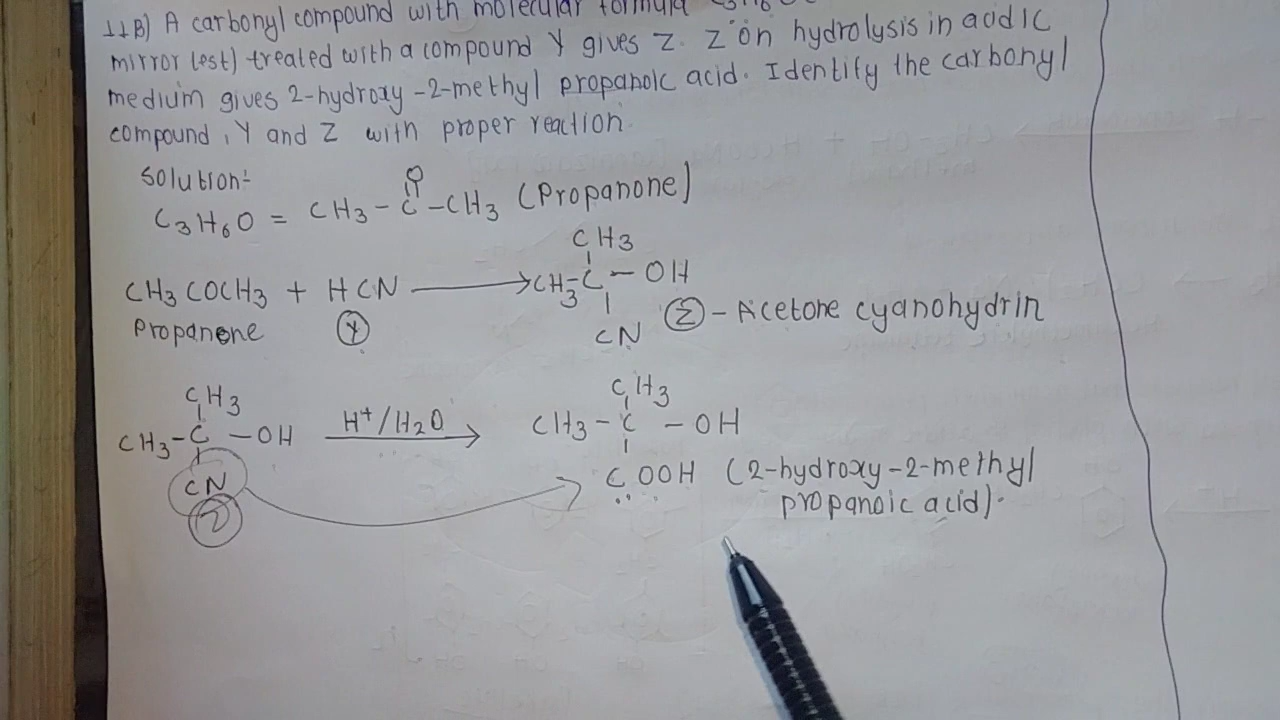 11B) A carbonyl compound with molecular formula
mirror test) treated with a compound Y gives Z. Z on hydrolysis in acidic
medium gives 2-hydroxy-2-methyl propanoic acid. Identify the carbonyl
compound, Y and Z with proper reaction.
Solution:-
O
C3H6O = CH3-C-CH3 (Propanone)
CH3
CH3COCH3 + HCN ⟶ CH3-C-OH
Propanone Y CN Z - Acetone cyanohydrin
CH3 CH3
CH3-C-OH H+/H2O ⟶ CH3-C-OH
CN COOH (2-hydroxy-2-methyl
Z propanoic acid).